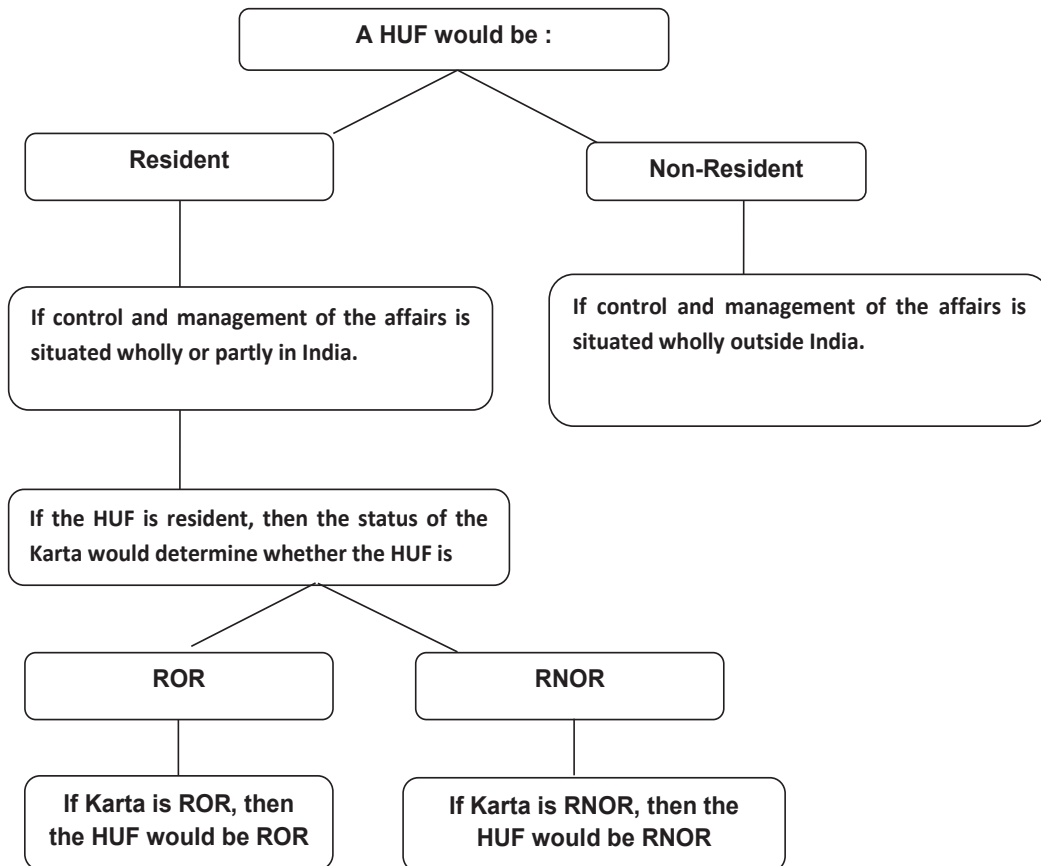 A HUF would be :
Resident
Non-Resident
If control and management of the affairs is
situated wholly or partly in India.
If control and management of the affairs is
situated wholly outside India.
If the HUF is resident, then the status of the
Karta would determine whether the HUF is
ROR
RNOR
If Karta is ROR, then
the HUF would be ROR
If Karta is RNOR, then the
HUF would be RNOR